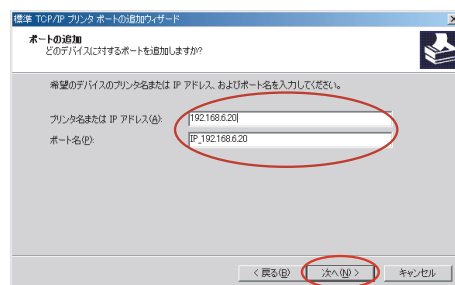 標準 TCP/IP プリンタ ポートの追加ウィザード
ポートの追加
どのデバイスに対するポートを追加しますか?
希望のデバイスのプリンタ名または IP アドレス、およびポート名を入力してください。
プリンタ名または IP アドレス(A):
192.168.6.20
ポート名(P):
IP_192.168.6.20
< 戻る(B)
次へ(N) >
キャンセル